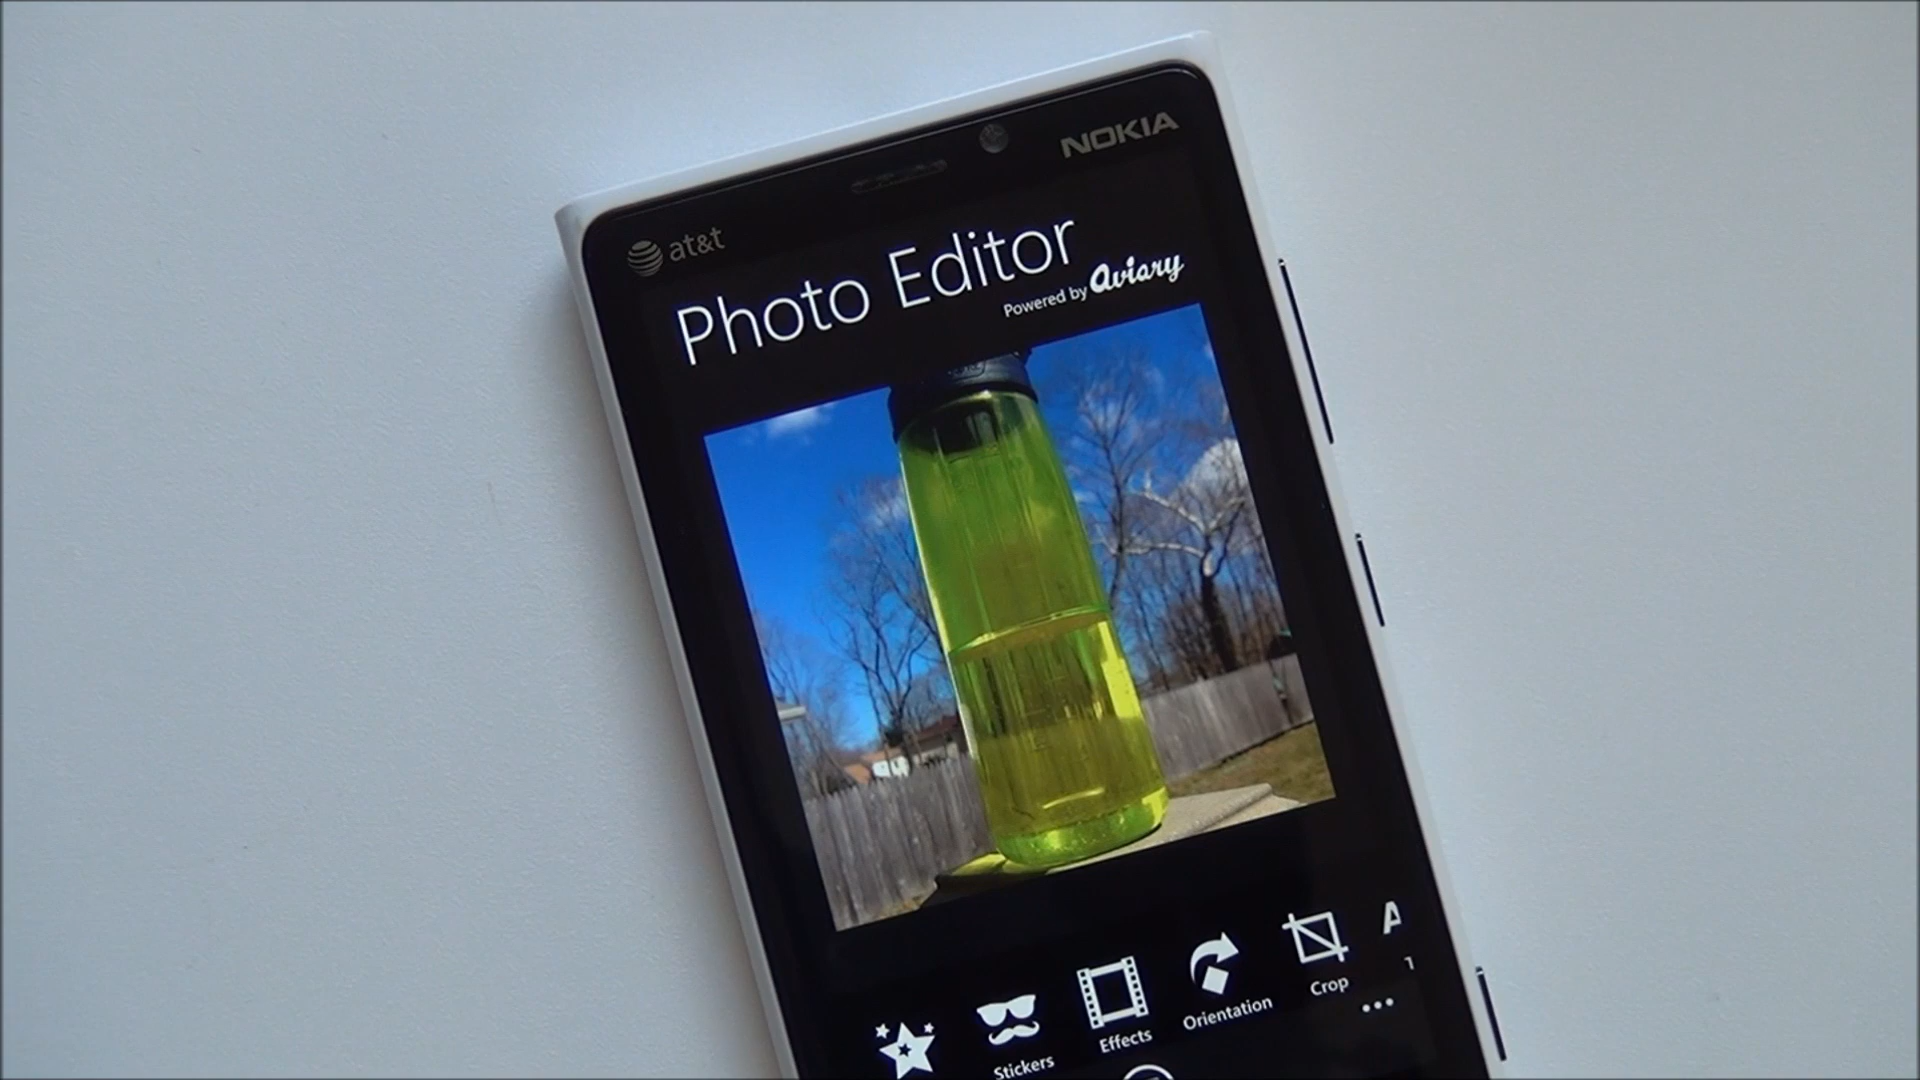 NOKIA
at&t
Photo Editor
Powered by Aviary
Stickers
Effects
Orientation
Crop